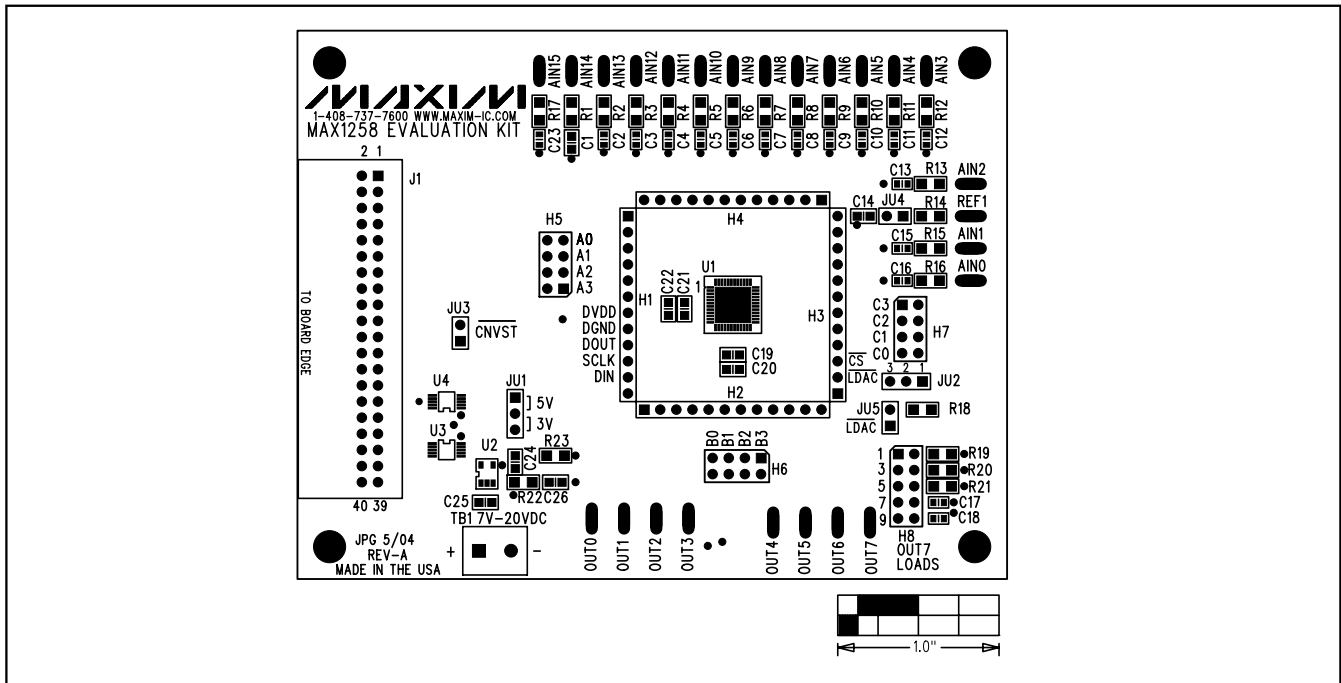 MAXIM
1-408-737-7600 WWW.MAXIM-IC.COM
MAX1258 EVALUATION KIT
AIN15 AIN14 AIN13 AIN12 AIN11 AIN10 AIN9 AIN8 AIN7 AIN6 AIN5 AIN4 AIN3
R17 R1 R2 R3 R4 R5 R6 R7 R8 R9 R10 R11 R12
C23 C1 C2 C3 C4 C5 C6 C7 C8 C9 C10 C11 C12
2 1
J1
C13 R13 AIN2
C14 JU4 R14 REF1
C15 R15 AIN1
C16 R16 AIN0
H5
A0
A1
A2
A3
H4
U1
1
C22 C21
H1
H3
DVDD
DGND
DOUT
SCLK
DIN
C19
C20
H2
CS
LDAC
C3
C2
C1
C0
H7
3 2 1
JU2
TO BOARD EDGE
JU3
CNVST
U4
JU1
5V
3V
U3
U2
C24
R23
R22 C26
C25
JU5
LDAC
R18
B0 B1 B2 B3
H6
1
3
5
7
9
R19
R20
R21
C17
C18
H8
OUT7
LOADS
40 39
TB1 7V-20VDC
+ -
JPG 5/04
REV-A
MADE IN THE USA
OUT0 OUT1 OUT2 OUT3 OUT4 OUT5 OUT6 OUT7
1.0"